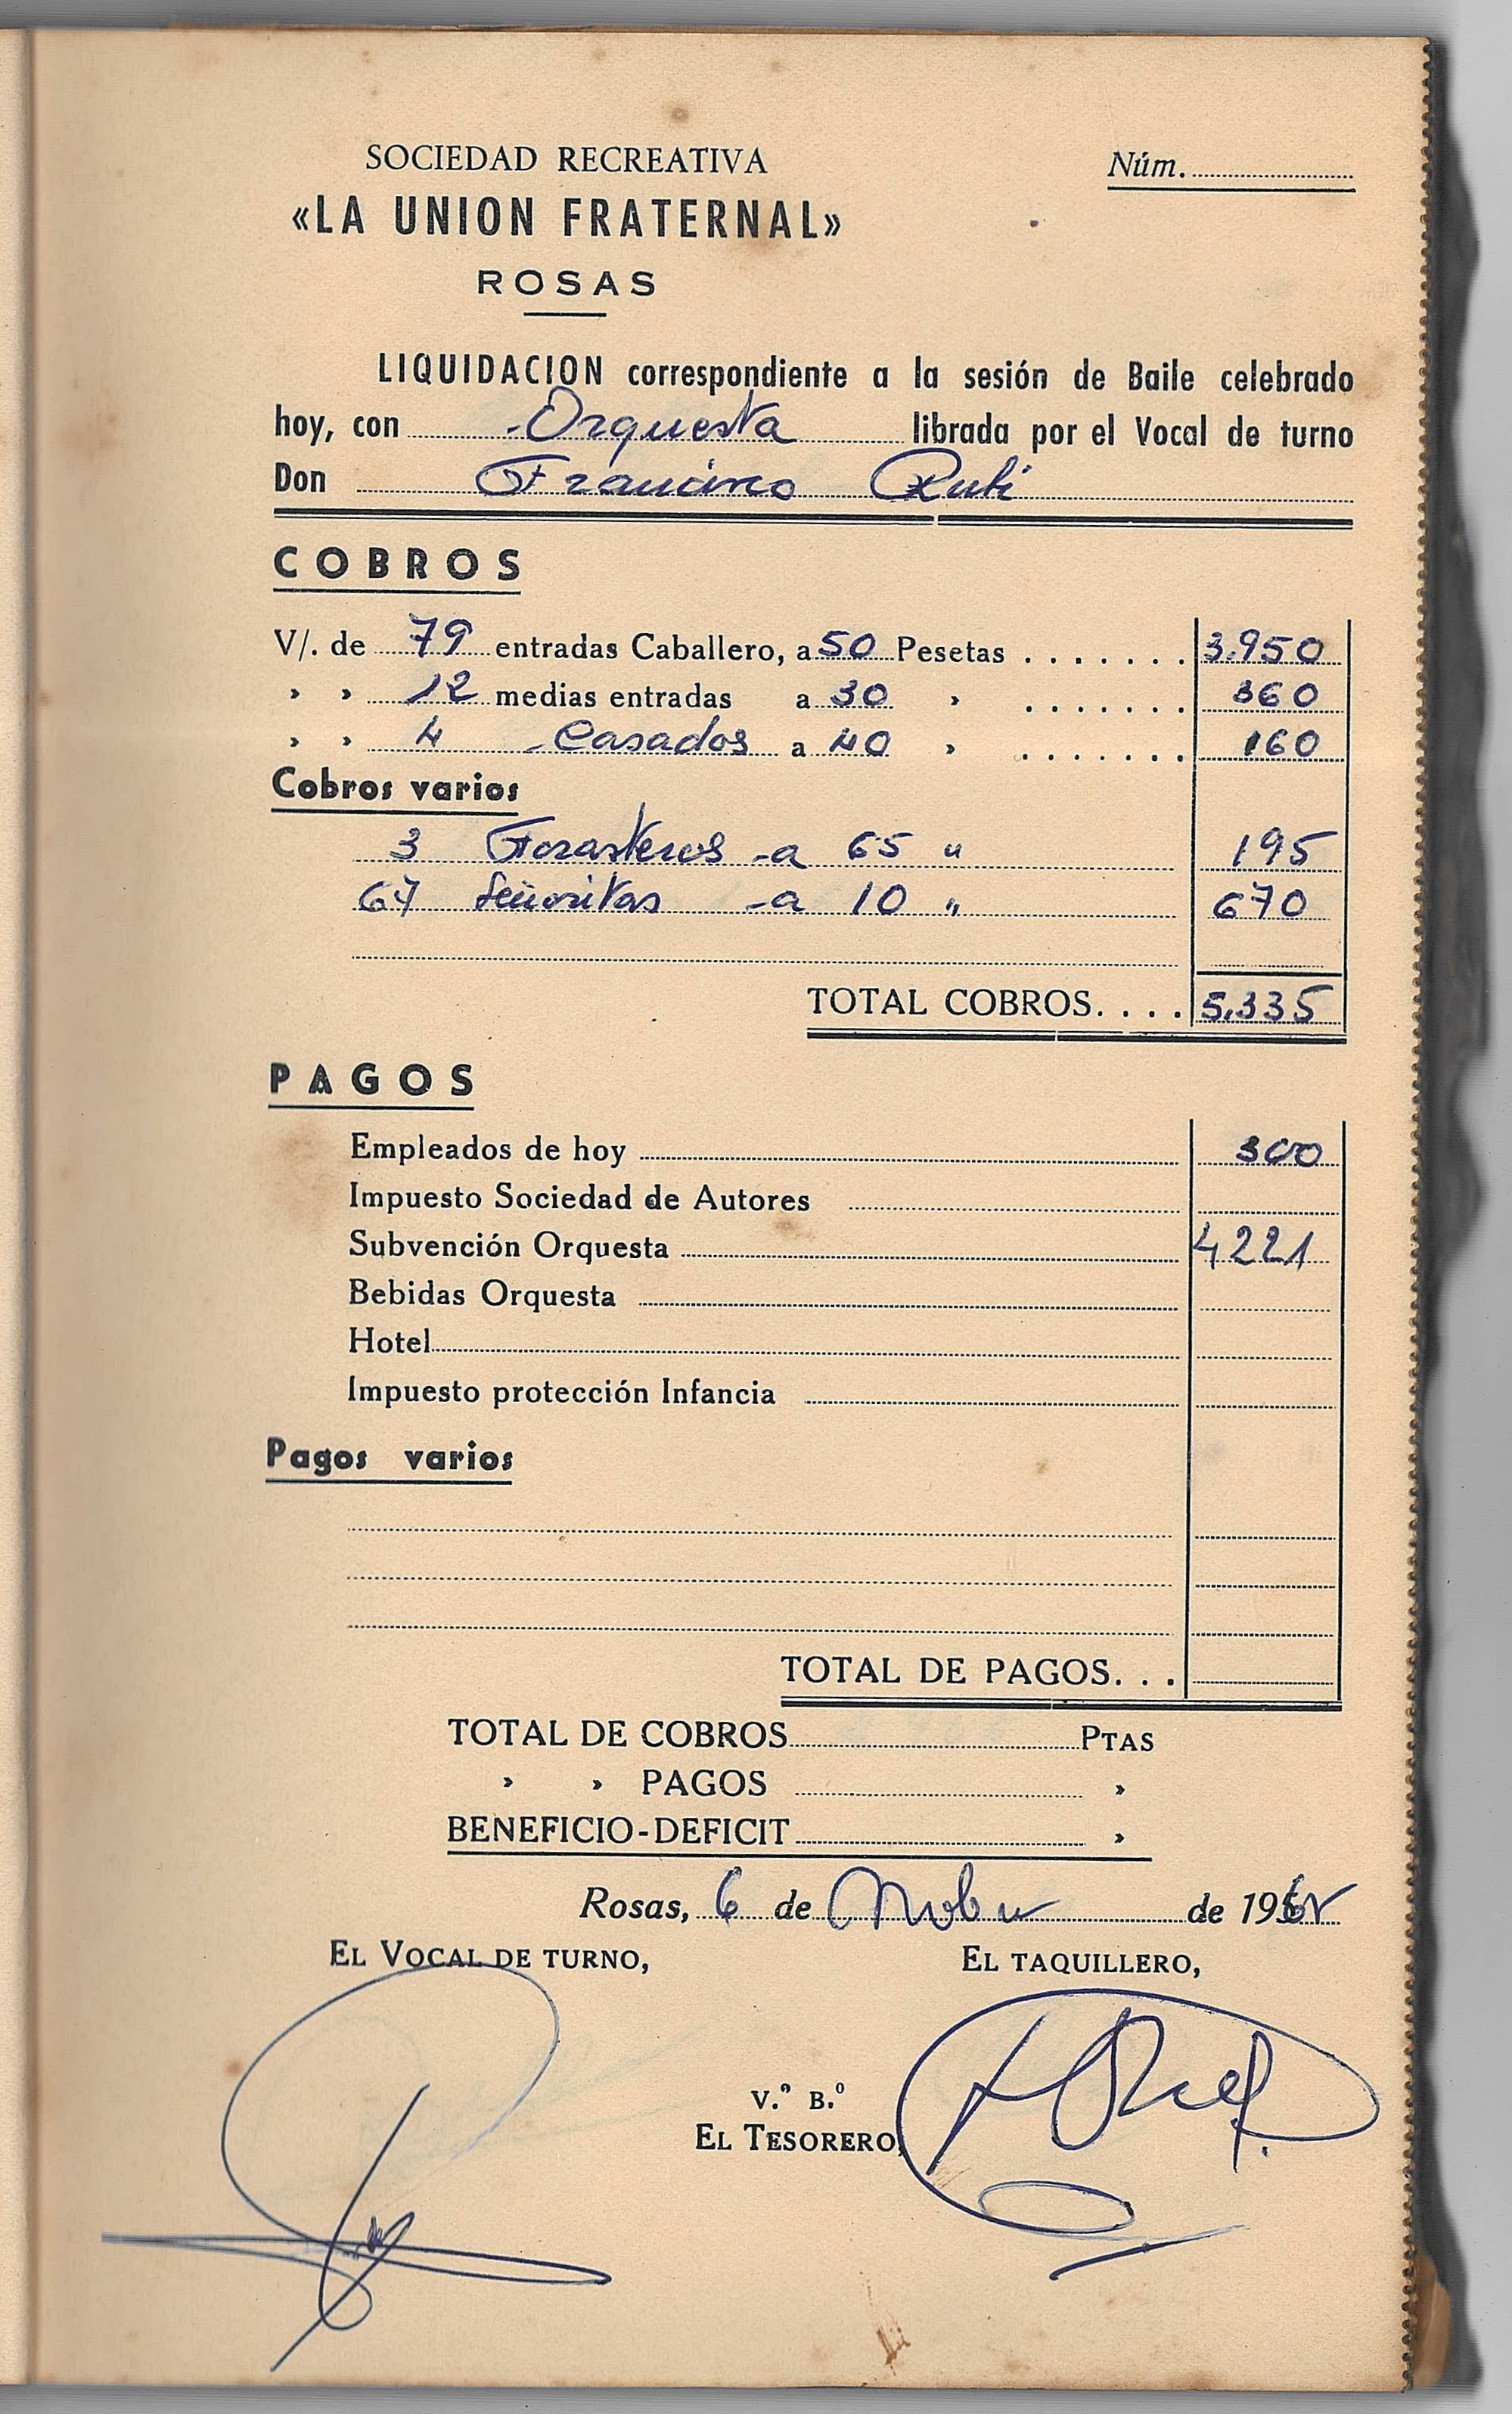 SOCIEDAD RECREATIVA
Núm.
«LA UNION FRATERNAL»
ROSAS
LIQUIDACION correspondiente a la sesión de Baile celebrado
hoy, con Orquesta librada por el Vocal de turno
Don Francisco Rubí
COBROS
V/. de 79 entradas Caballero, a 50 Pesetas ....... 3.950
» » 12 medias entradas a 30 » ....... 360
» » 4 - Casados a 40 » ....... 160
Cobros varios
3 Forasteros - a 65 " 195
67 Señoritas - a 10 " 670
TOTAL COBROS.... 5.335
PAGOS
Empleados de hoy 300
Impuesto Sociedad de Autores
Subvención Orquesta 4221
Bebidas Orquesta
Hotel
Impuesto protección Infancia
Pagos varios
TOTAL DE PAGOS...
TOTAL DE COBROS PTAS
» » PAGOS »
BENEFICIO-DEFICIT »
Rosas, 6 de de 196
EL VOCAL DE TURNO, EL TAQUILLERO,
V.º B.º
EL TESORERO,